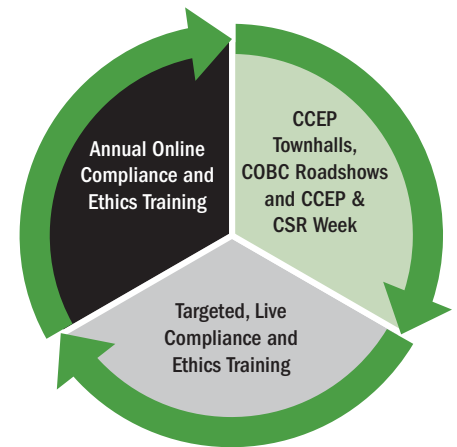 Annual Online
Compliance and
Ethics Training
CCEP
Townhalls,
COBC Roadshows
and CCEP &
CSR Week
Targeted, Live
Compliance and
Ethics Training